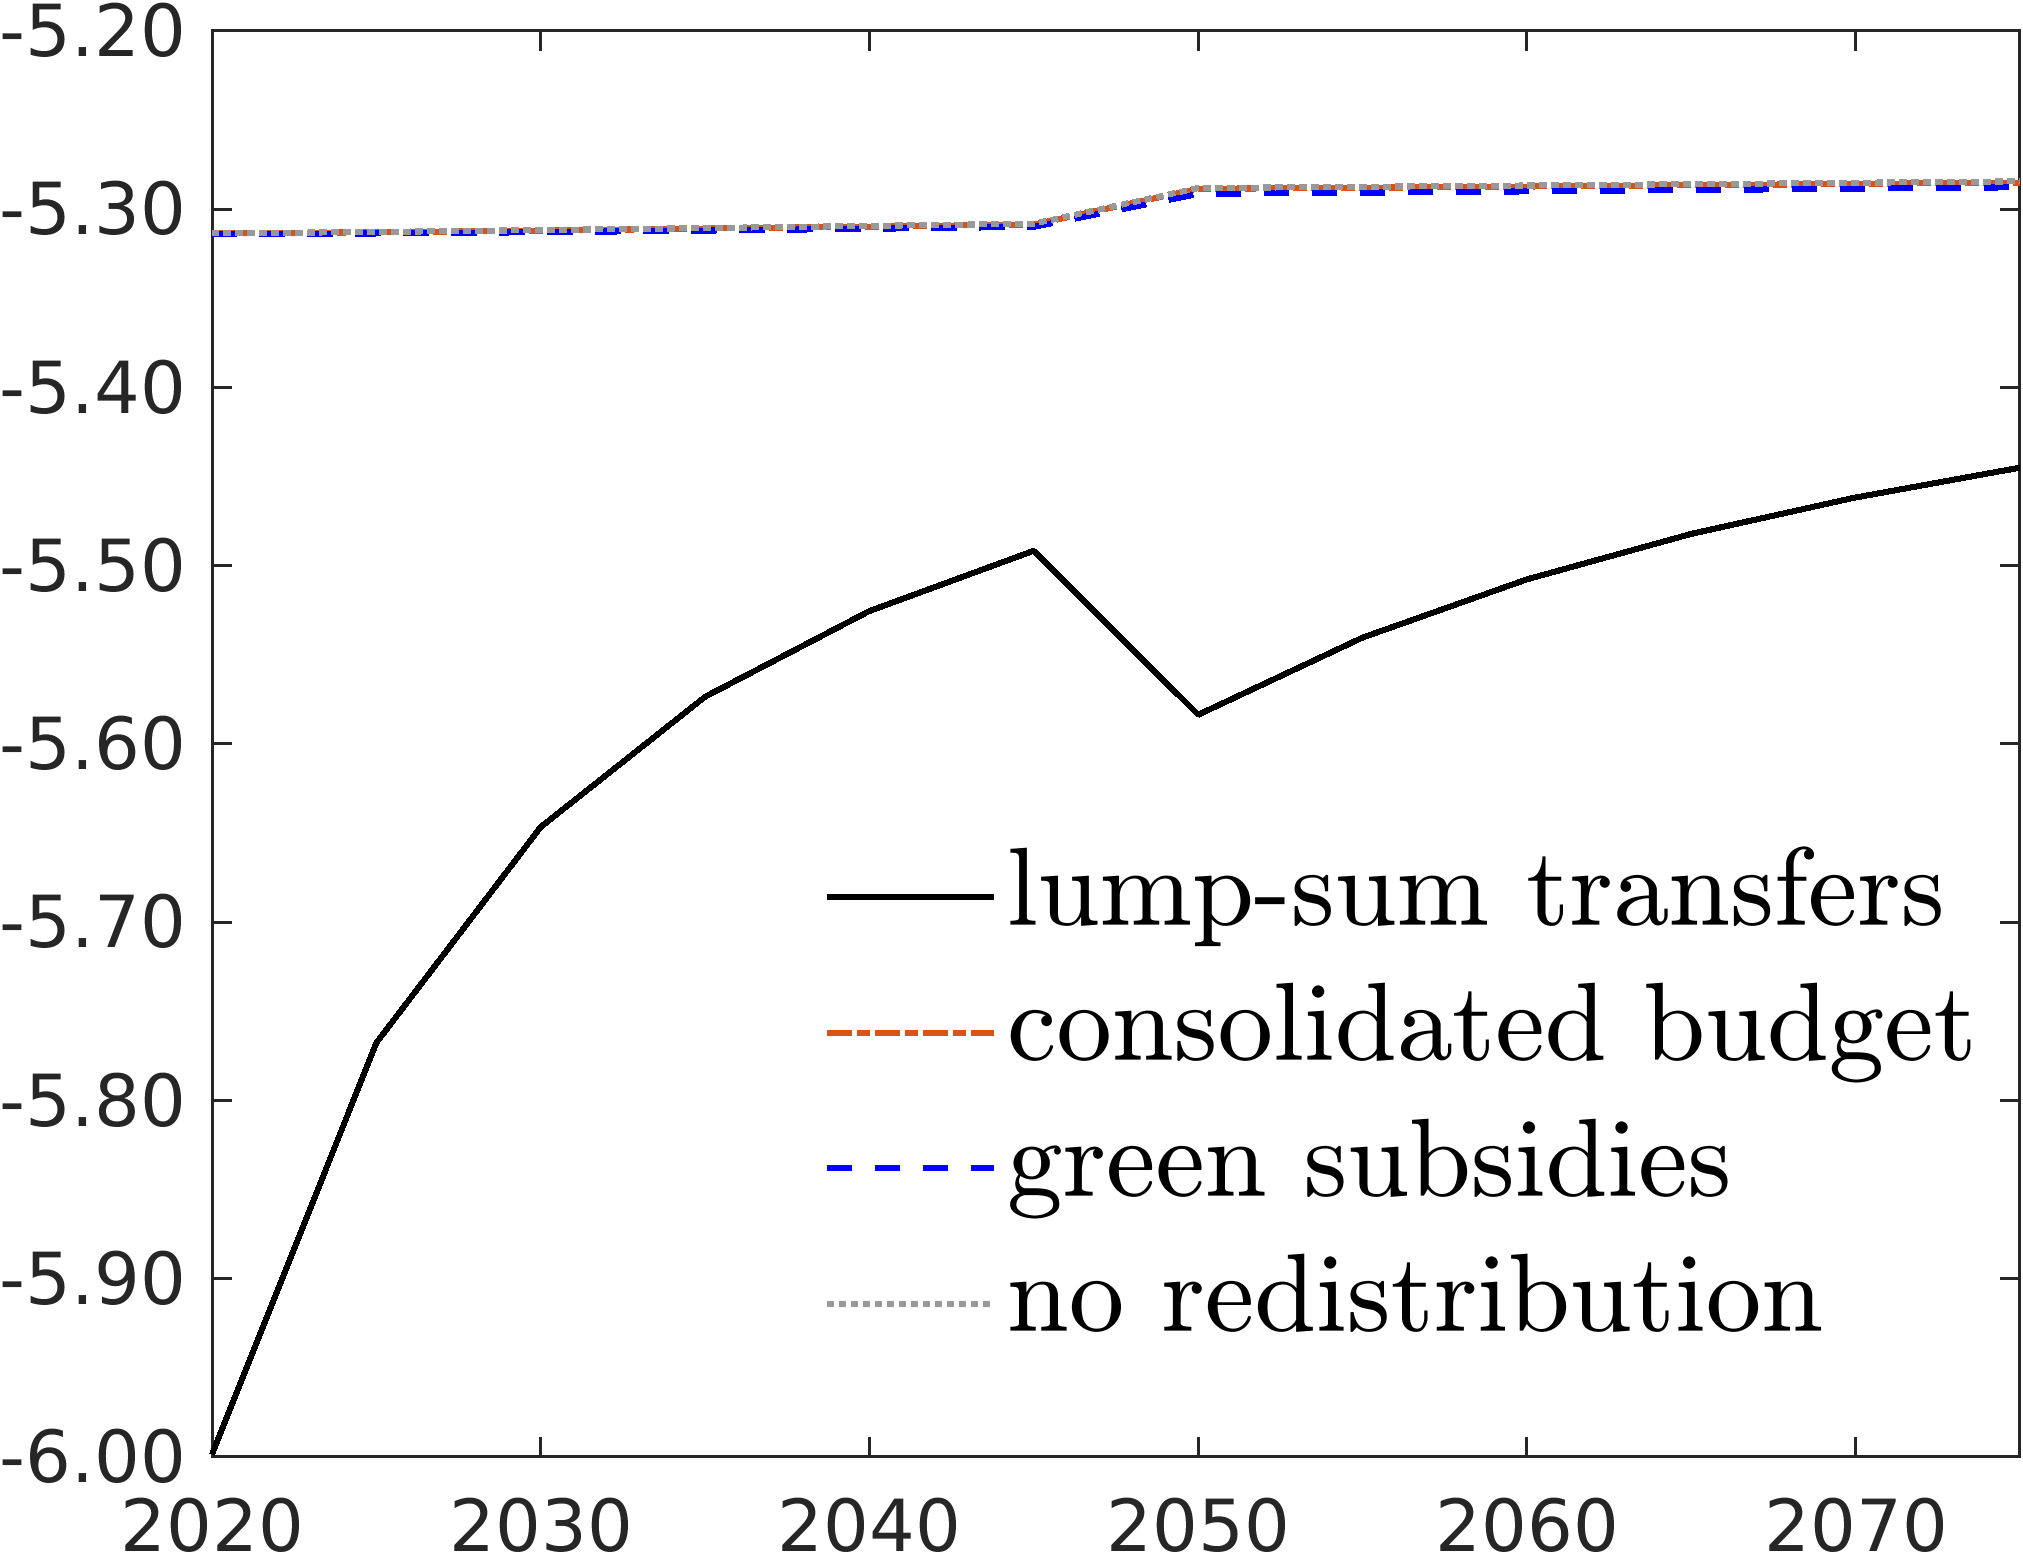 -5.20
-5.30
-5.40
-5.50
-5.60
-5.70
-5.80
-5.90
-6.00
lump-sum transfers
consolidated budget
green subsidies
no redistribution
2020 2030 2040 2050 2060 2070